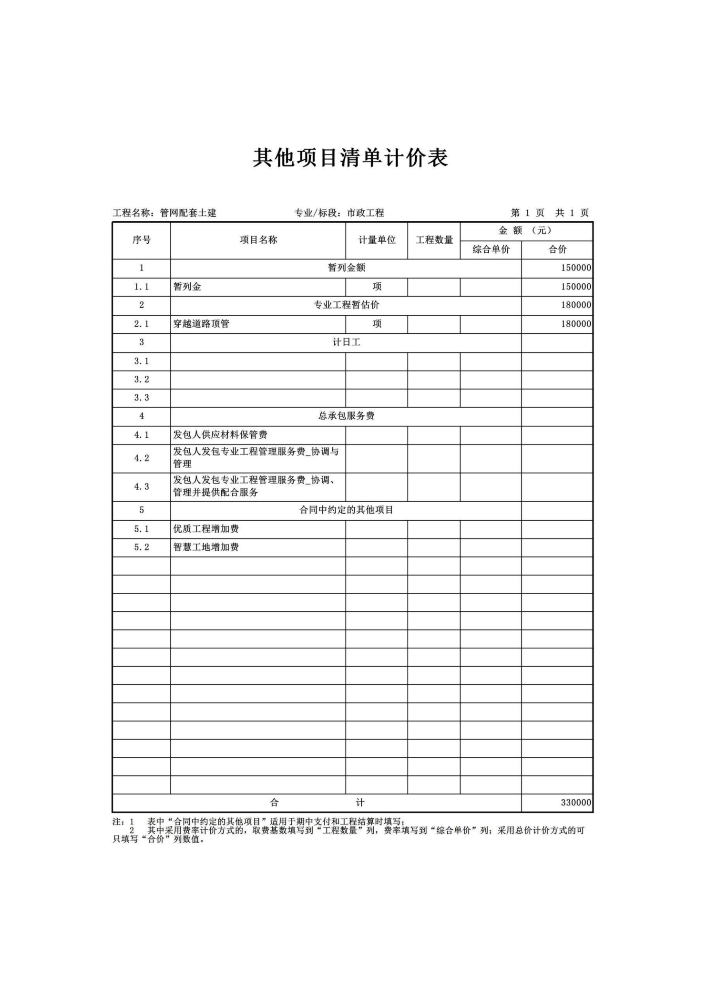 其他项目清单计价表
工程名称：管网配套土建 专业/标段：市政工程 第 1 页 共 1 页
序号 项目名称 计量单位 工程数量 金 额 （元）
综合单价 合价
1 暂列金额 150000
1.1 暂列金 项 150000
2 专业工程暂估价 180000
2.1 穿越道路顶管 项 180000
3 计日工
3.1
3.2
3.3
4 总承包服务费
4.1 发包人供应材料保管费
4.2 发包人发包专业工程管理服务费_协调与
管理
4.3 发包人发包专业工程管理服务费_协调、
管理并提供配合服务
5 合同中约定的其他项目
5.1 优质工程增加费
5.2 智慧工地增加费
合 计 330000
注：1 表中“合同中约定的其他项目”适用于期中支付和工程结算时填写；
2 其中采用费率计价方式的，取费基数填写到“工程数量”列，费率填写到“综合单价”列；采用总价计价方式的可
只填写“合价”列数值。